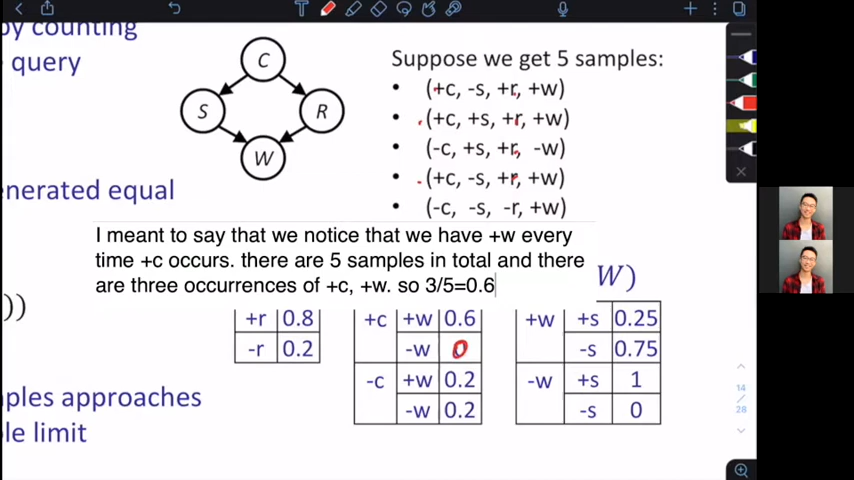 by counting
query
C
S
R
W
Suppose we get 5 samples:
• (+c, -s, +r, +w)
• (+c, +s, +r, +w)
• (-c, +s, +r, -w)
• (+c, -s, +r, +w)
• (-c, -s, -r, +w)
enerated equal
I meant to say that we notice that we have +w every
time +c occurs. there are 5 samples in total and there
are three occurrences of +c, +w. so 3/5=0.6
W)
))
+r 0.8
-r 0.2
+c +w 0.6
-w 0
-c +w 0.2
-w 0.2
+w +s 0.25
-s 0.75
-w +s 1
-s 0
ples approaches
le limit
14
/
28